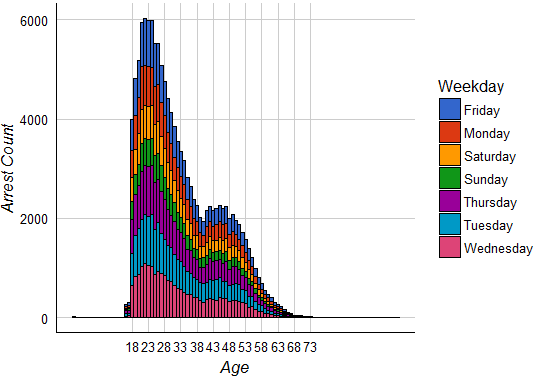 6000
4000
2000
0
Arrest Count
18 23 28 33 38 43 48 53 58 63 68 73
Age
Weekday
Friday
Monday
Saturday
Sunday
Thursday
Tuesday
Wednesday